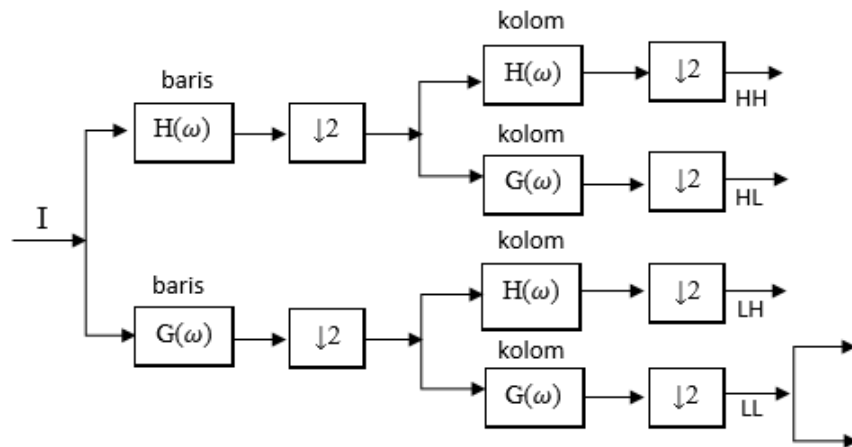 kolom
baris
H(ω)
↓2
HH
H(ω)
↓2
kolom
G(ω)
↓2
HL
I
kolom
baris
H(ω)
↓2
LH
G(ω)
↓2
kolom
G(ω)
↓2
LL